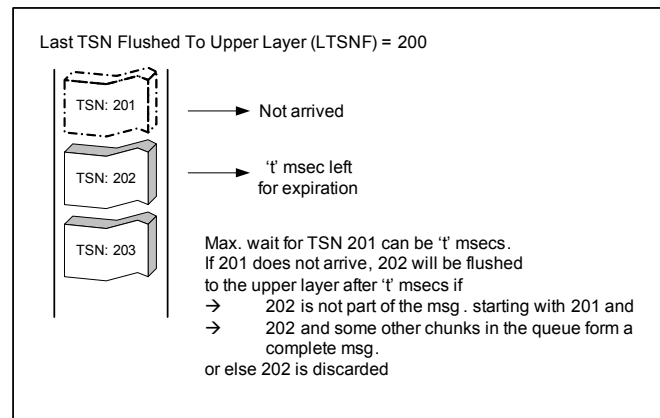 Last TSN Flushed To Upper Layer (LTSNF) = 200
TSN: 201
Not arrived
TSN: 202
't' msec left
for expiration
TSN: 203
Max. wait for TSN 201 can be 't' msecs.
If 201 does not arrive, 202 will be flushed
to the upper layer after 't' msecs if
→ 202 is not part of the msg . starting with 201 and
→ 202 and some other chunks in the queue form a
complete msg.
or else 202 is discarded